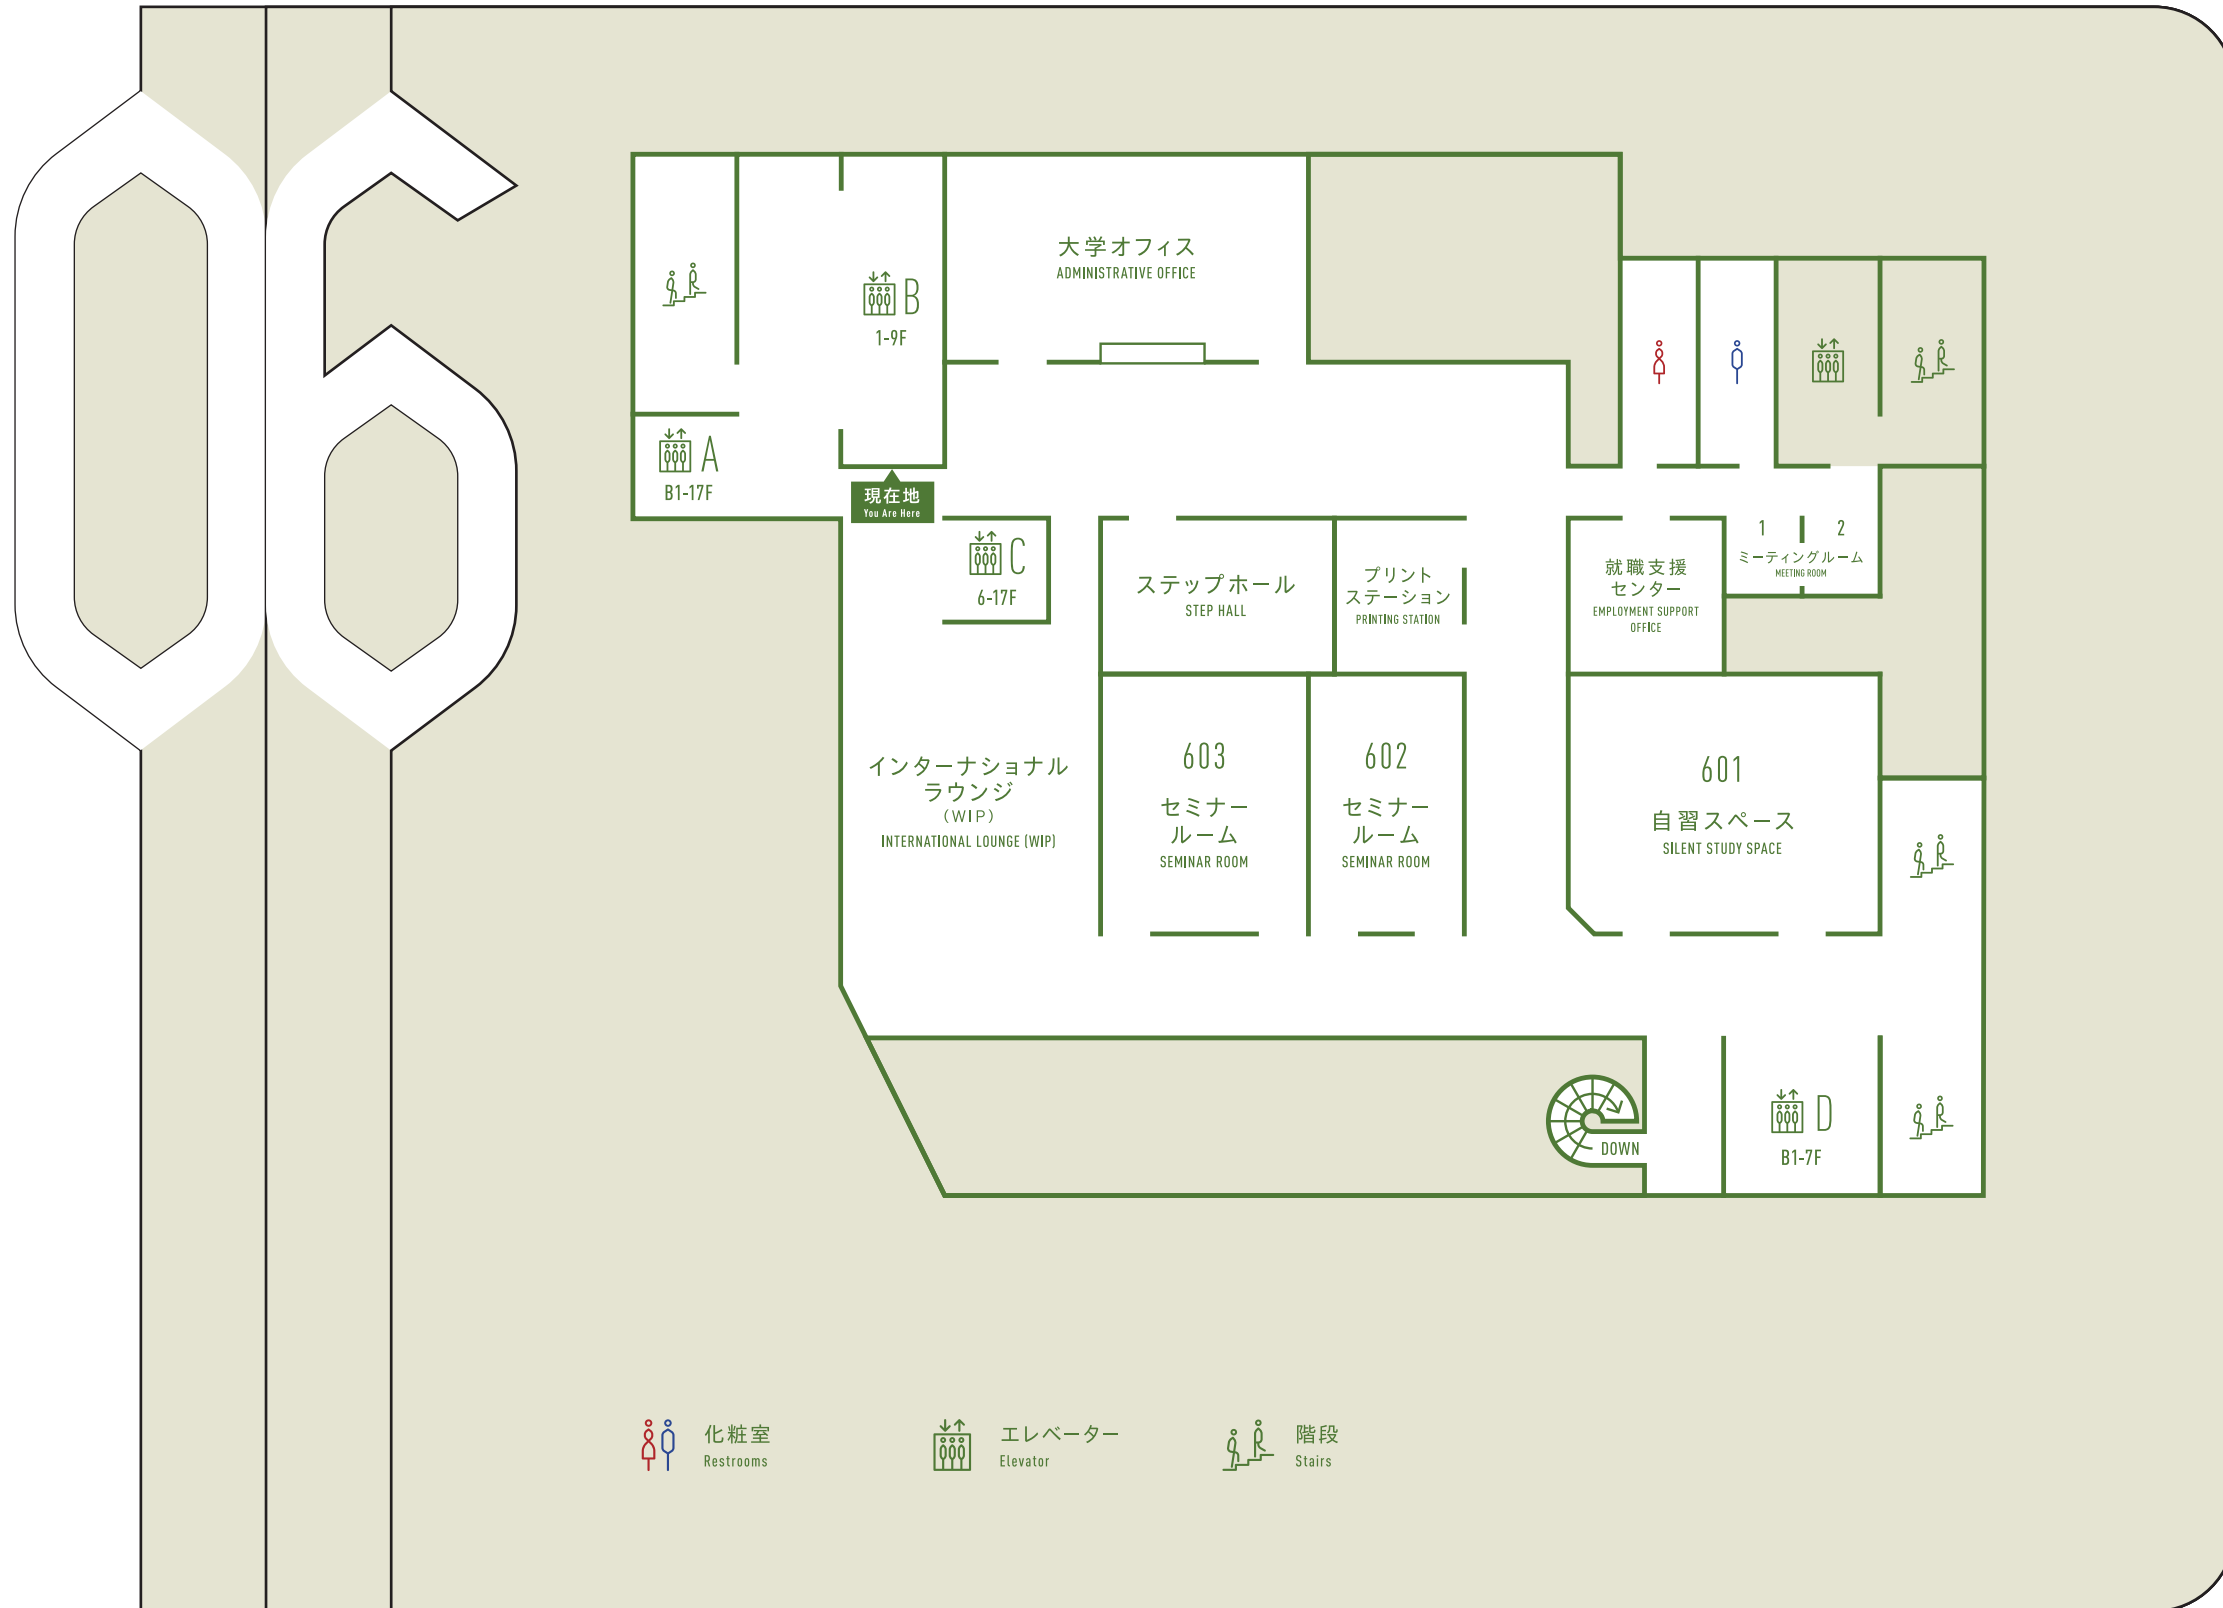 06
大学オフィス
ADMINISTRATIVE OFFICE
B
1-9F
A
B1-17F
現在地
You Are Here
C
6-17F
ステップホール
STEP HALL
プリント
ステーション
PRINTING STATION
就職支援
センター
EMPLOYMENT SUPPORT
OFFICE
1
2
ミーティングルーム
MEETING ROOM
インターナショナル
ラウンジ
(WIP)
INTERNATIONAL LOUNGE (WIP)
603
セミナー
ルーム
SEMINAR ROOM
602
セミナー
ルーム
SEMINAR ROOM
601
自習スペース
SILENT STUDY SPACE
DOWN
D
B1-7F
化粧室
Restrooms
エレベーター
Elevator
階段
Stairs